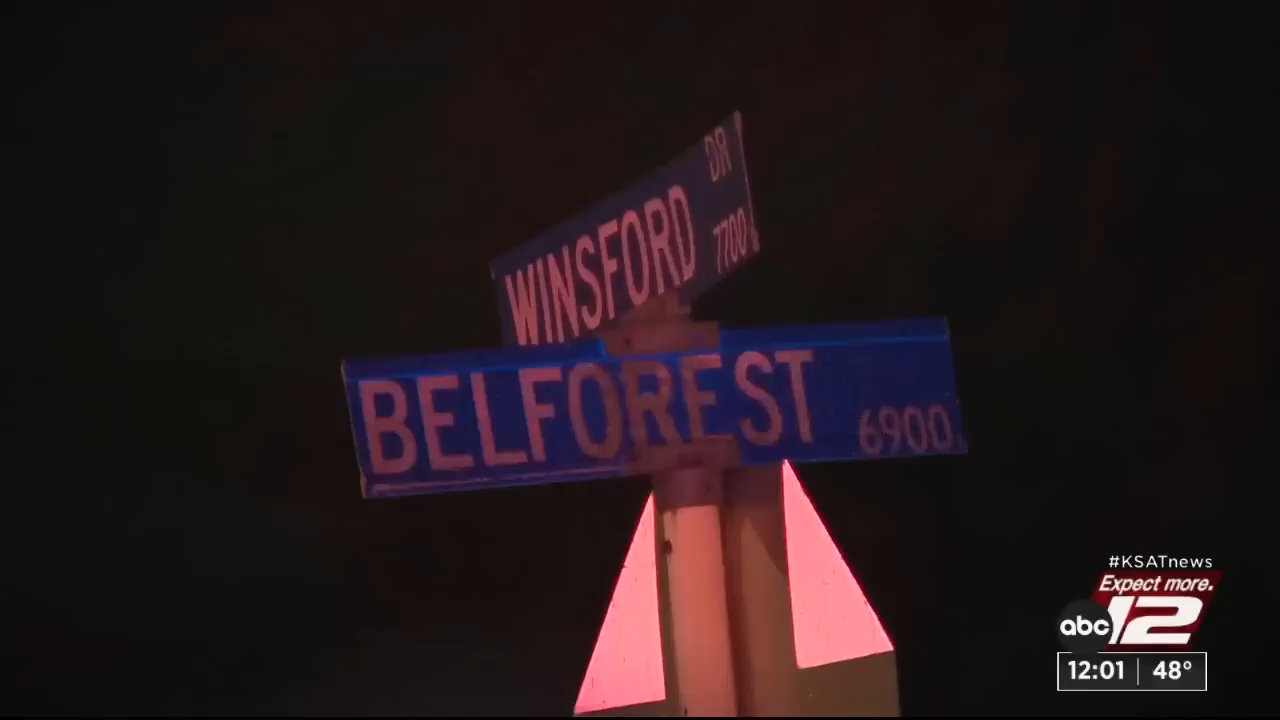 WINSFORD DR
7700
BELFOREST 6900
#KSATnews
Expect more.
abc 12
12:01 48°